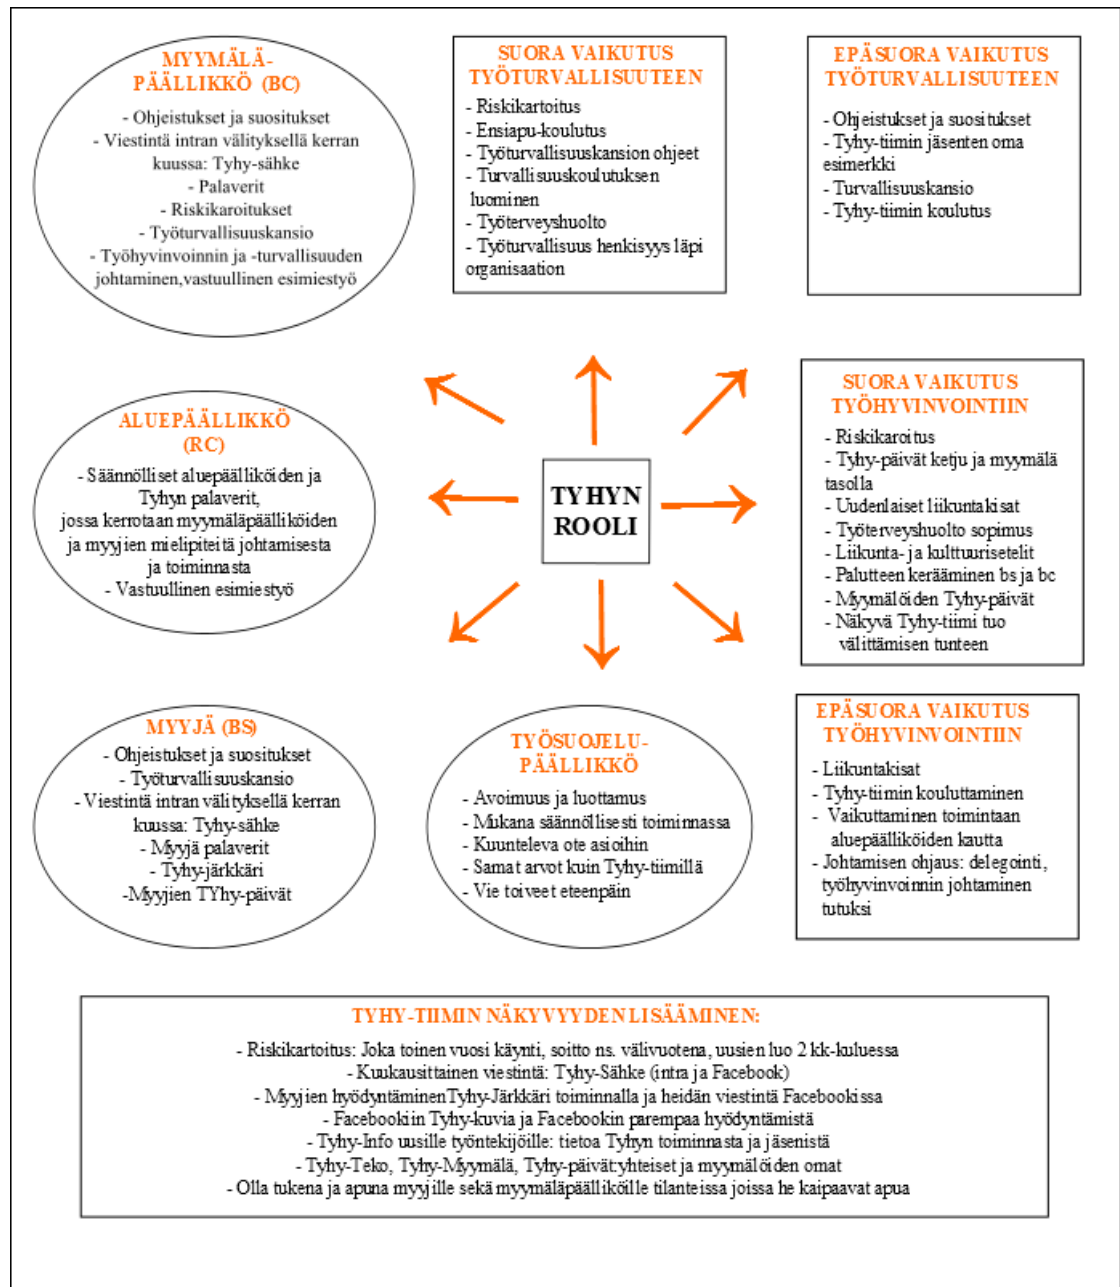 MYYMÄLÄ-
PÄÄLLIKKÖ (BC)
- Ohjeistukset ja suositukset
- Viestintä intran välityksellä kerran
kuussa: Tyhy-sähke
- Palaverit
- Riskikaroitukset
- Työturvallisuuskansio
- Työhyvinvoinnin ja -turvallisuuden
johtaminen,vastuullinen esimiestyö
SUORA VAIKUTUS
TYÖTURVALLISUUTEEN
- Riskikartoitus
- Ensiapu-koulutus
- Työturvallisuuskansion ohjeet
- Turvallisuuskoulutuksen
luominen
- Työterveyshuolto
- Työturvallisuus henkisyys läpi
organisaation
EPÄSUORA VAIKUTUS
TYÖTURVALLISUUTEEN
- Ohjeistukset ja suositukset
- Tyhy-tiimin jäsenten oma
esimerkki
- Turvallisuuskansio
- Tyhy-tiimin koulutus
ALUEPÄÄLLIKKÖ
(RC)
- Säännölliset aluepäälliköiden ja
Tyhyn palaverit,
jossa kerrotaan myymäläpäälliköiden
ja myyjien mielipiteitä johtamisesta
ja toiminnasta
- Vastuullinen esimiestyö
TYHYN
ROOLI
SUORA VAIKUTUS
TYÖHYVINVOINTIIN
- Riskikaroitus
- Tyhy-päivät ketju ja myymälä
tasolla
- Uudenlaiset liikuntakisat
- Työterveyshuolto sopimus
- Liikunta- ja kulttuurisetelit
- Palutteen kerääminen bs ja bc
- Myymälöiden Tyhy-päivät
- Näkyvä Tyhy-tiimi tuo
välittämisen tunteen
MYYJÄ (BS)
- Ohjeistukset ja suositukset
- Työturvallisuuskansio
- Viestintä intran välityksellä kerran
kuussa: Tyhy-sähke
- Myyjä palaverit
- Tyhy-järkkäri
-Myyjien TYhy-päivät
TYÖSUOJELU-
PÄÄLLIKKÖ
- Avoimuus ja luottamus
- Mukana säännöllisesti toiminnassa
- Kuunteleva ote asioihin
- Samat arvot kuin Tyhy-tiimillä
- Vie toiveet eteenpäin
EPÄSUORA VAIKUTUS
TYÖHYVINVOINTIIN
- Liikuntakisat
- Tyhy-tiimin kouluttaminen
- Vaikuttaminen toimintaan
aluepäälliköiden kautta
- Johtamisen ohjaus: delegointi,
työhyvinvoinnin johtaminen
tutuksi
TYHY-TIIMIN NÄKYVYYDEN LISÄÄMINEN:
- Riskikartoitus: Joka toinen vuosi käynti, soitto ns. välivuotena, uusien luo 2 kk-kuluessa
- Kuukausittainen viestintä: Tyhy-Sähke (intra ja Facebook)
- Myyjien hyödyntäminenTyhy-Järkkäri toiminnalla ja heidän viestintä Facebookissa
- Facebookiin Tyhy-kuvia ja Facebookin parempaa hyödyntämistä
- Tyhy-Info uusille työntekijöille: tietoa Tyhyn toiminnasta ja jäsenistä
- Tyhy-Teko, Tyhy-Myymälä, Tyhy-päivät:yhteiset ja myymälöiden omat
- Olla tukena ja apuna myyjille sekä myymäläpäälliköille tilanteissa joissa he kaipaavat apua